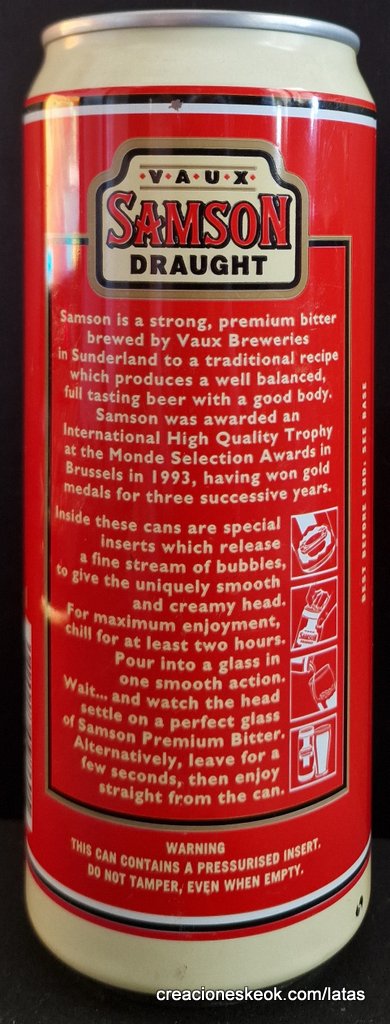 VAUX
SAMSON
DRAUGHT
Samson is a strong, premium bitter
brewed by Vaux Breweries
in Sunderland to a traditional recipe
which produces a well balanced,
full tasting beer with a good body.
Samson was awarded an
International High Quality Trophy
at the Monde Selection Awards in
Brussels in 1993, having won gold
medals for three successive years.
Inside these cans are special
inserts which release
a fine stream of bubbles,
to give the uniquely smooth
and creamy head.
For maximum enjoyment,
chill for at least two hours.
Pour into a glass in
one smooth action.
Wait... and watch the head
settle on a perfect glass
of Samson Premium Bitter.
Alternatively, leave for a
few seconds, then enjoy
straight from the can.
BEST BEFORE END: SEE BASE
WARNING
THIS CAN CONTAINS A PRESSURISED INSERT.
DO NOT TAMPER, EVEN WHEN EMPTY.
creacioneskeok.com/latas